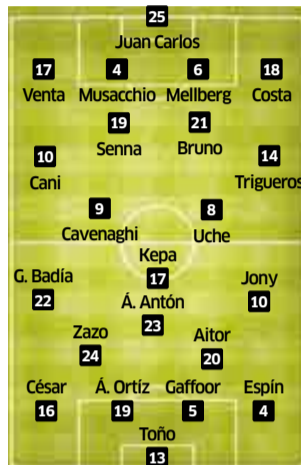 25
Juan Carlos
17 4 6 18
Venta Musacchio Mellberg Costa
19 21
Senna Bruno
10 14
Cani Trigueros
9 8
Cavenaghi Uche
Kepa
17
G. Badía Jony
22 10
Á. Antón
23
Zazo Aitor
24 20
César Á. Ortíz Gaffoor Espín
16 19 5 4
Toño
13